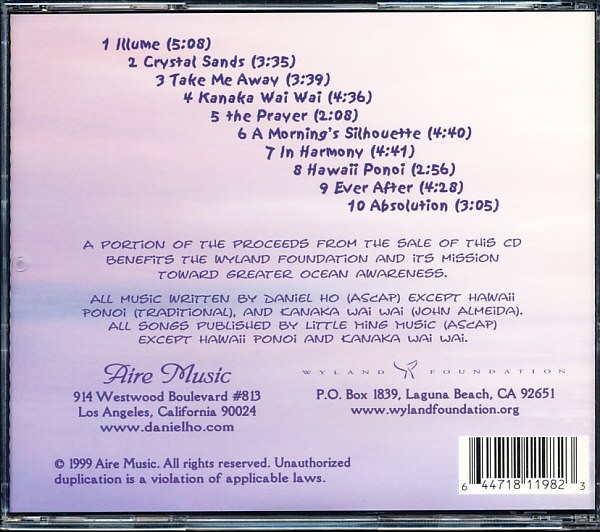 1 Illume (5:08)
2 Crystal Sands (3:35)
3 Take Me Away (3:39)
4 Kanaka Wai Wai (4:36)
5 the Prayer (2:08)
6 A Morning's Silhouette (4:40)
7 In Harmony (4:41)
8 Hawaii Ponoi (2:56)
9 Ever After (4:28)
10 Absolution (3:05)
A PORTION OF THE PROCEEDS FROM THE SALE OF THIS CD
BENEFITS THE WYLAND FOUNDATION AND ITS MISSION
TOWARD GREATER OCEAN AWARENESS.
ALL MUSIC WRITTEN BY DANIEL HO (ASCAP) EXCEPT HAWAII
PONOI (TRADITIONAL), AND KANAKA WAI WAI (JOHN ALMEIDA).
ALL SONGS PUBLISHED BY LITTLE MING MUSIC (ASCAP)
EXCEPT HAWAII PONOI AND KANAKA WAI WAI.
Aire Music
914 Westwood Boulevard #813
Los Angeles, California 90024
www.danielho.com
WYLAND FOUNDATION
P.O. Box 1839, Laguna Beach, CA 92651
www.wylandfoundation.org
© 1999 Aire Music. All rights reserved. Unauthorized
duplication is a violation of applicable laws.
6 44718 11982 3